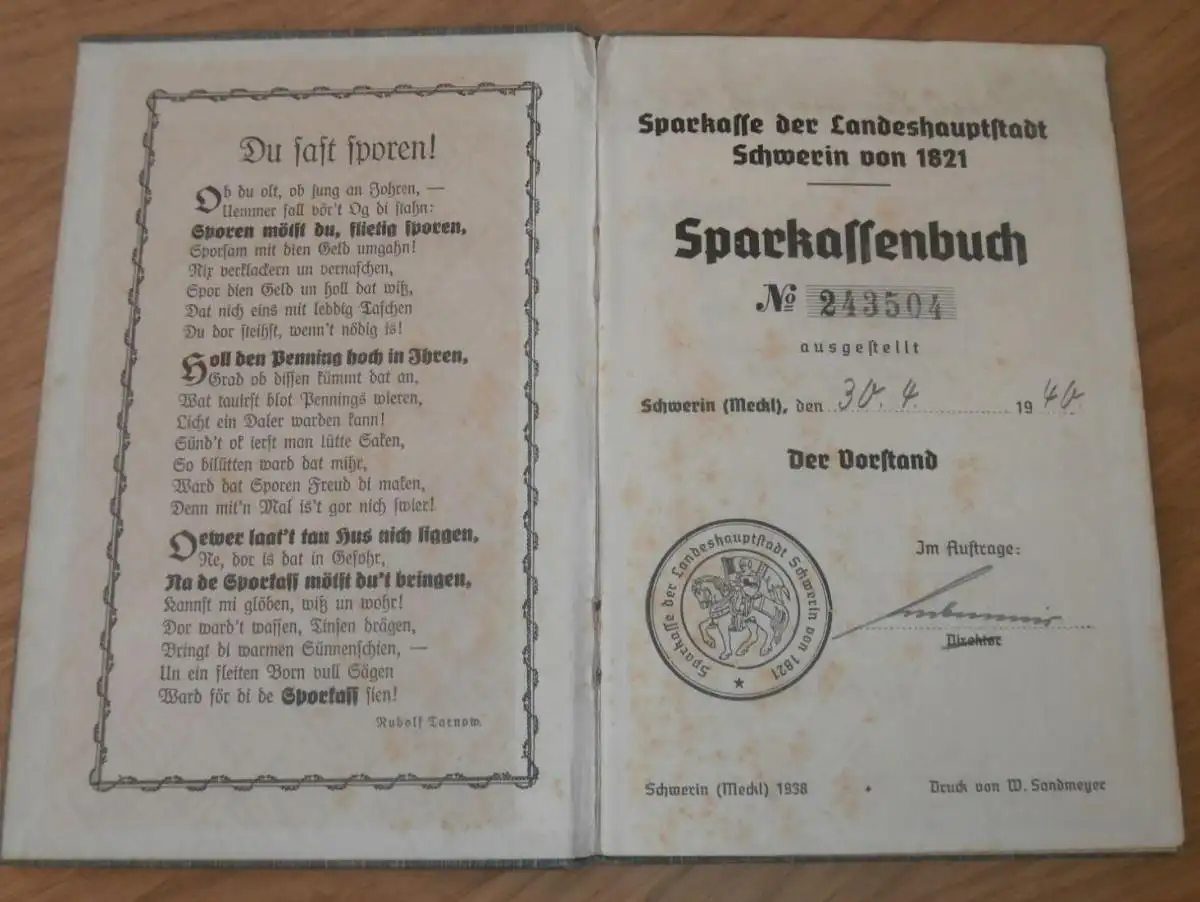 Du sast sporen!
Ob du olt, ob jung an Johren, —
Uemmer sall vör't Og di stahn:
Sporen mötst du, flietig sporen,
Sporsam mit dien Geld umgahn!
Nix verklackern un vernaschen,
Spor dien Geld un holl dat wiß,
Dat nich eins mit leddig Taschen
Du dor steihst, wenn't nödig is!
Holl den Penning hoch in Ihren,
Grad ob dissen kümmt dat an,
Wat tauirst blot Pennings wieren,
Licht ein Daler warden kann!
Sünd't ok ierst man lütte Saken,
So bilütten ward dat mihr,
Ward dat Sporen Freud di maken,
Denn mit'n Mal is't gor nich swier!
Oewer laat't tau Hus nich liggen,
Ne, dor is dat in Gefohr,
Na de Sporkass mötst du't bringen,
Kannst mi glöben, wiß un wohr!
Dor ward't wassen, Tinsen drägen,
Bringt di warmen Sünnenschien, —
Un ein fleiten Born vull Sägen
Ward för di de Sporkass sien!
Rudolf Tarnow.
Sparkasse der Landeshauptstadt
Schwerin von 1821
Sparkassenbuch
No 243504
ausgestellt
Schwerin (Meckl), den 30. 4. 1940
Der Vorstand
Sparkasse der Landeshauptstadt Schwerin von 1821
Im Auftrage:
Direktor
Schwerin (Meckl) 1938 • Druck von W. Sandmeyer